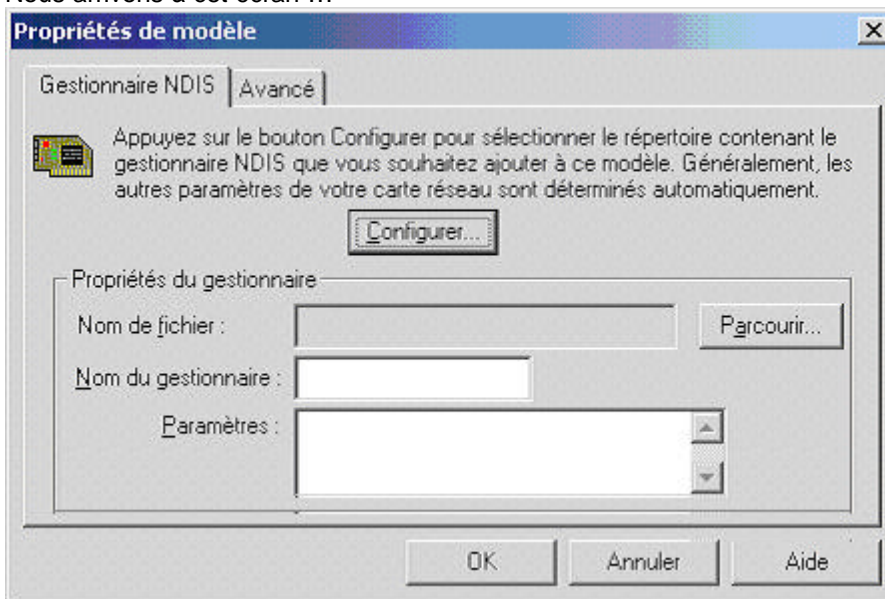 Propriétés de modèle
Gestionnaire NDIS Avancé
Appuyez sur le bouton Configurer pour sélectionner le répertoire contenant le
gestionnaire NDIS que vous souhaitez ajouter à ce modèle. Généralement, les
autres paramètres de votre carte réseau sont déterminés automatiquement.
Configurer...
Propriétés du gestionnaire
Nom de fichier :
Parcourir...
Nom du gestionnaire :
Paramètres :
OK Annuler Aide